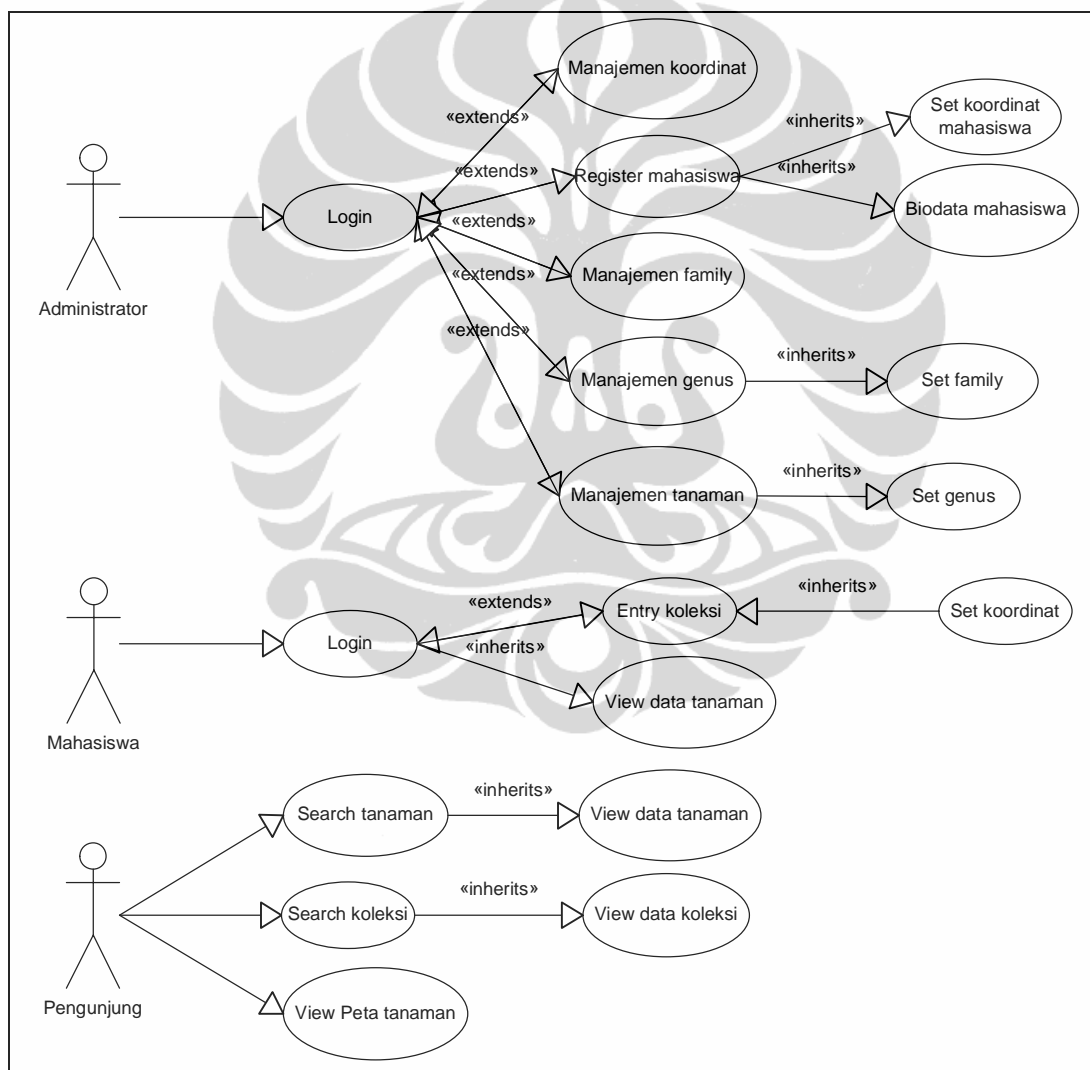 Manajemen koordinat
«extends»
«inherits»
Set koordinat
mahasiswa
«extends»
Register mahasiswa
«inherits»
Login
«extends»
Biodata mahasiswa
Administrator
«extends»
Manajemen family
«extends»
Manajemen genus
«inherits»
Set family
Manajemen tanaman
«inherits»
Set genus
«extends»
Entry koleksi
«inherits»
Set koordinat
Login
«inherits»
View data tanaman
Mahasiswa
Search tanaman
«inherits»
View data tanaman
Search koleksi
«inherits»
View data koleksi
Pengunjung
View Peta tanaman